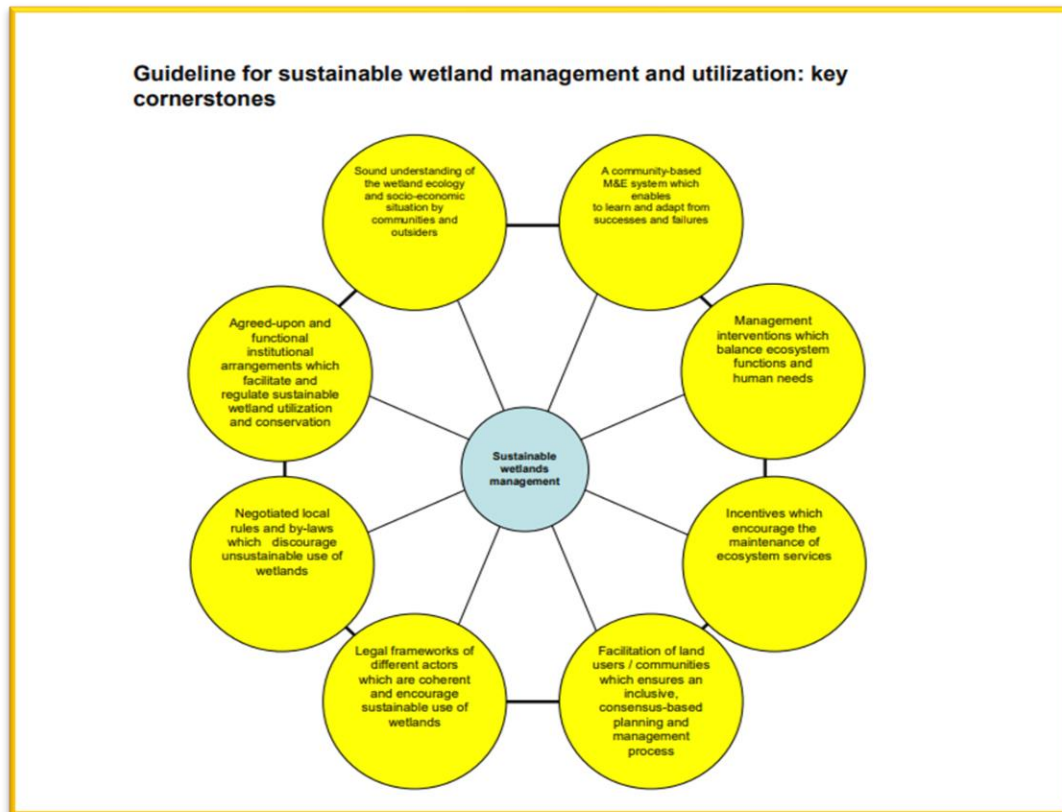 Guideline for sustainable wetland management and utilization: key
cornerstones
Sound understanding of
the wetland ecology
and socio-economic
situation by
communities and
outsiders
A community-based
M&E system which
enables
to learn and adapt from
successes and failures
Agreed-upon and
functional
institutional
arrangements which
facilitate and
regulate sustainable
wetland utilization
and conservation
Management
interventions which
balance ecosystem
functions and
human needs
Sustainable
wetlands
management
Negotiated local
rules and by-laws
which discourage
unsustainable use of
wetlands
Incentives which
encourage the
maintenance of
ecosystem services
Legal frameworks of
different actors
which are coherent
and encourage
sustainable use of
wetlands
Facilitation of land
users / communities
which ensures an
inclusive,
consensus-based
planning and
management
process